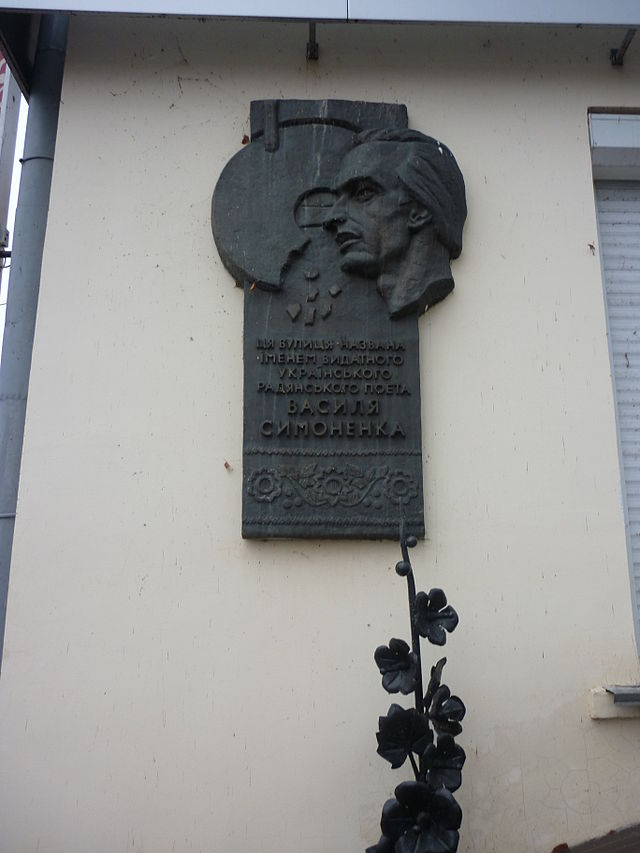 ЦЯ ВУЛИЦЯ · НАЗВАНА
·ІМЕНЕМ ВИДАТНОГО
УКРАЇНСЬКОГО
РАДЯНСЬКОГО ПОЕТА
ВАСИЛЯ
СИМОНЕНКА